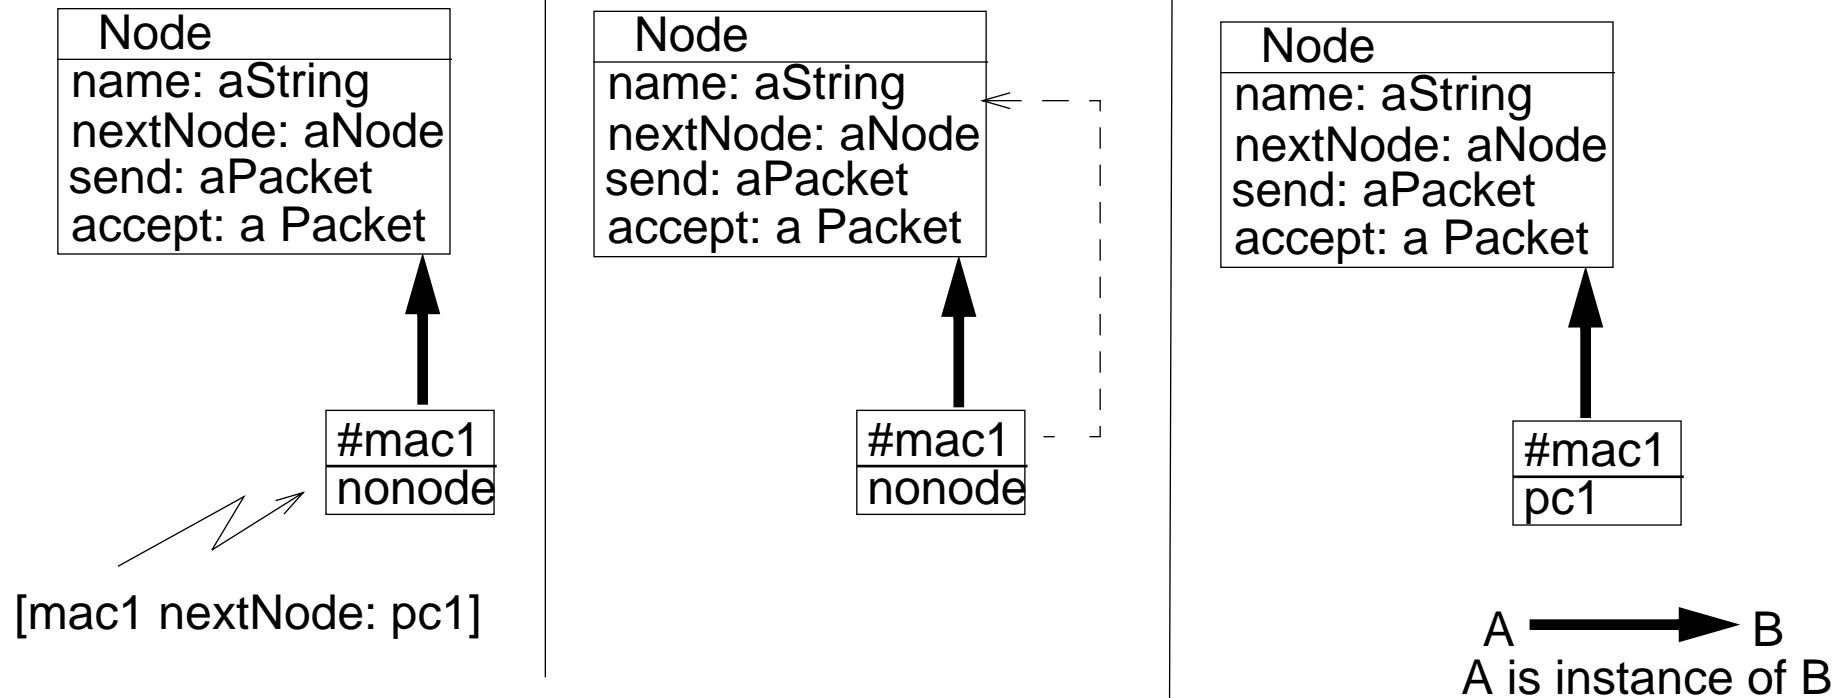 Node
name: aString
nextNode: aNode
send: aPacket
accept: a Packet
#mac1
nonode
[mac1 nextNode: pc1]
Node
name: aString
nextNode: aNode
send: aPacket
accept: a Packet
#mac1
nonode
Node
name: aString
nextNode: aNode
send: aPacket
accept: a Packet
#mac1
pc1
A B
A is instance of B